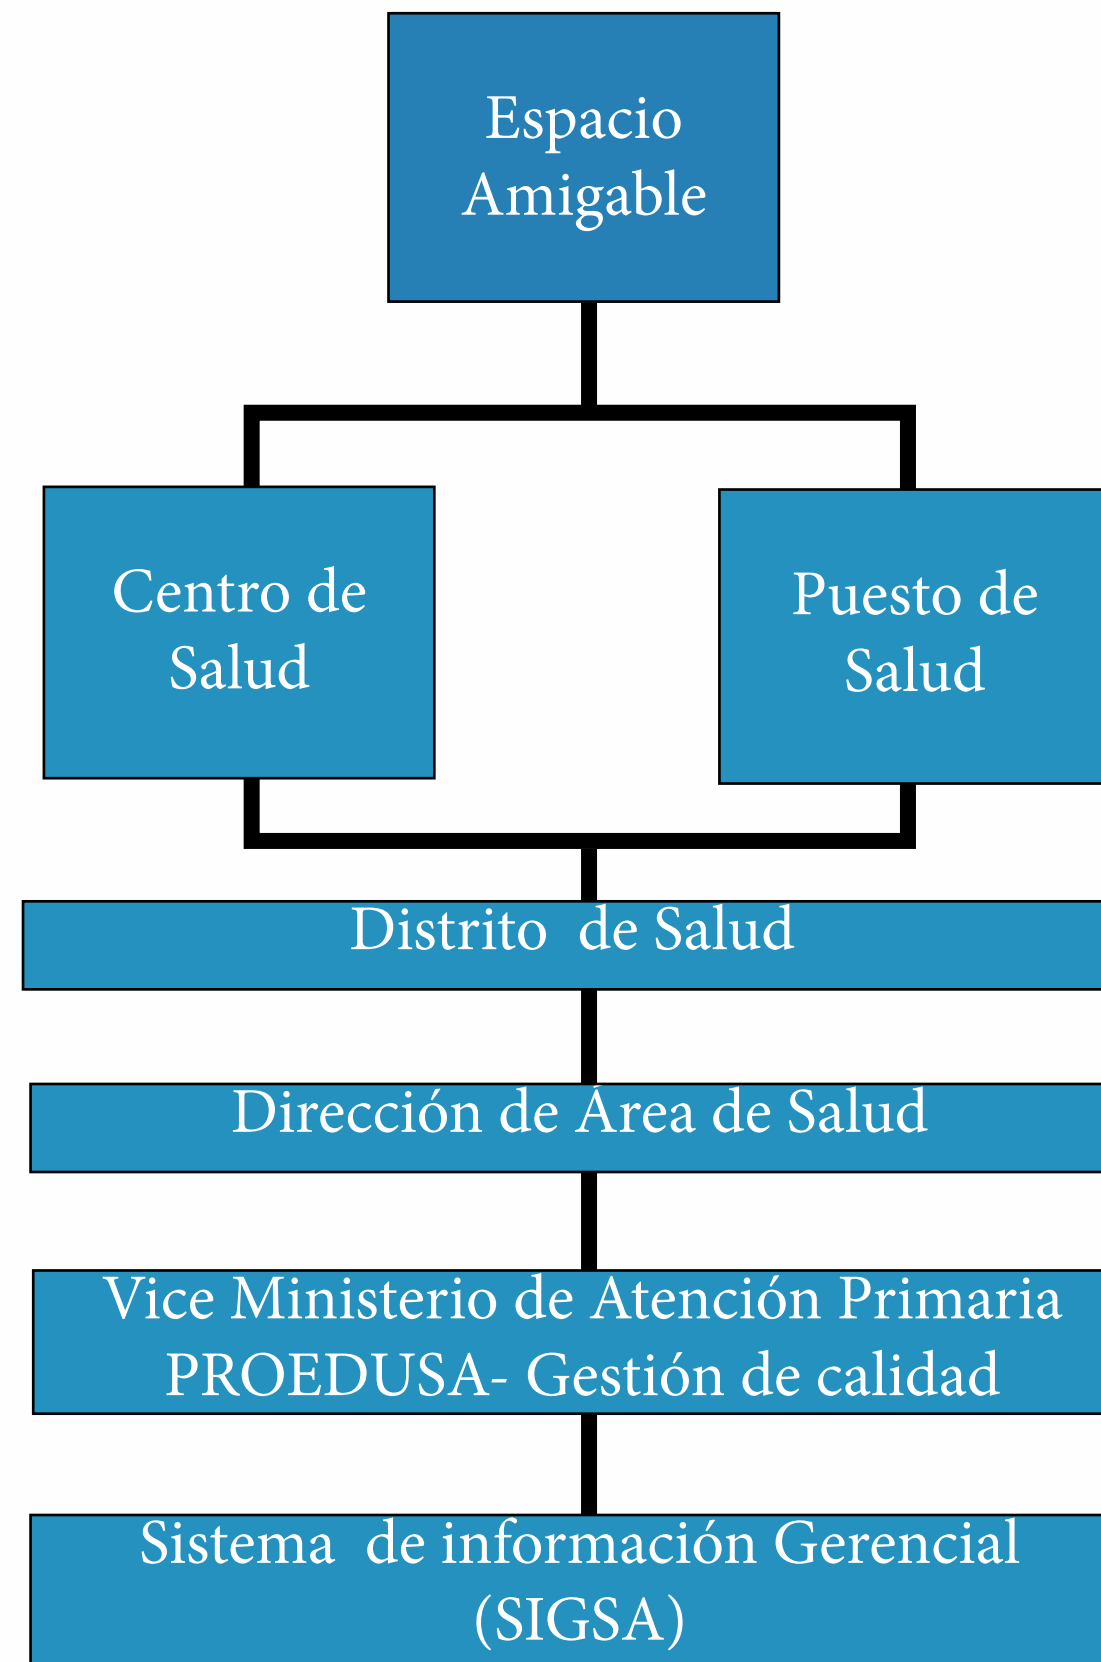 Espacio
Amigable
Centro de
Salud
Puesto de
Salud
Distrito de Salud
Dirección de Área de Salud
Vice Ministerio de Atención Primaria
PROEDUSA- Gestión de calidad
Sistema de información Gerencial
(SIGSA)